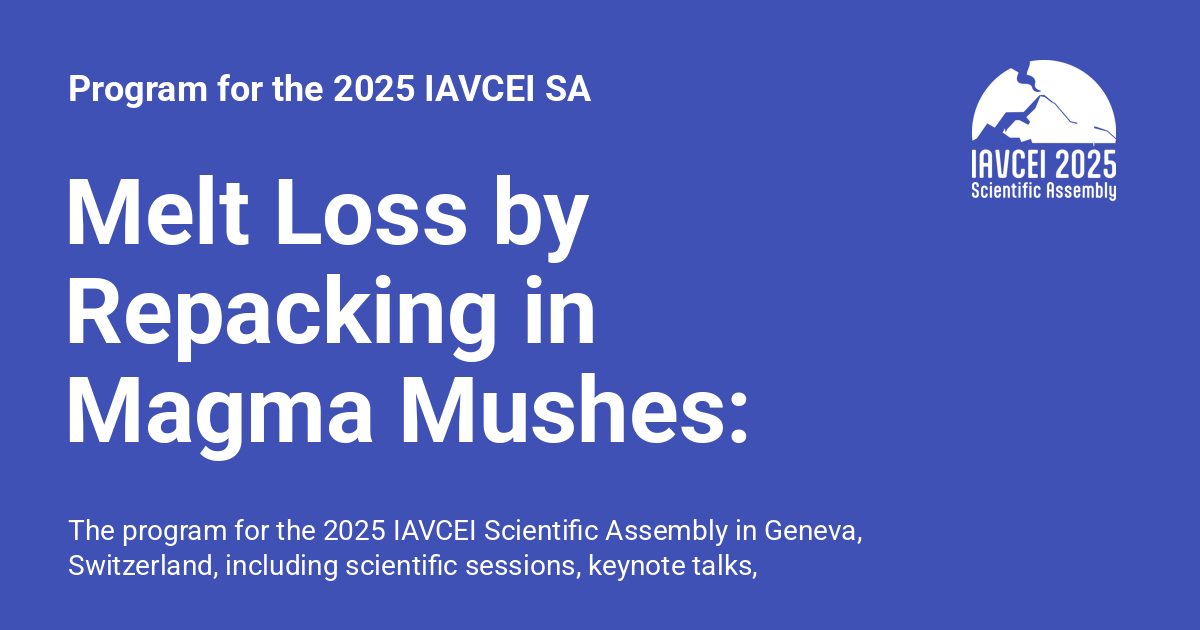 Program for the 2025 IAVCEI SA
IAVCEI 2025
Scientific Assembly
Melt Loss by
Repacking in
Magma Mushes:
The program for the 2025 IAVCEI Scientific Assembly in Geneva,
Switzerland, including scientific sessions, keynote talks,